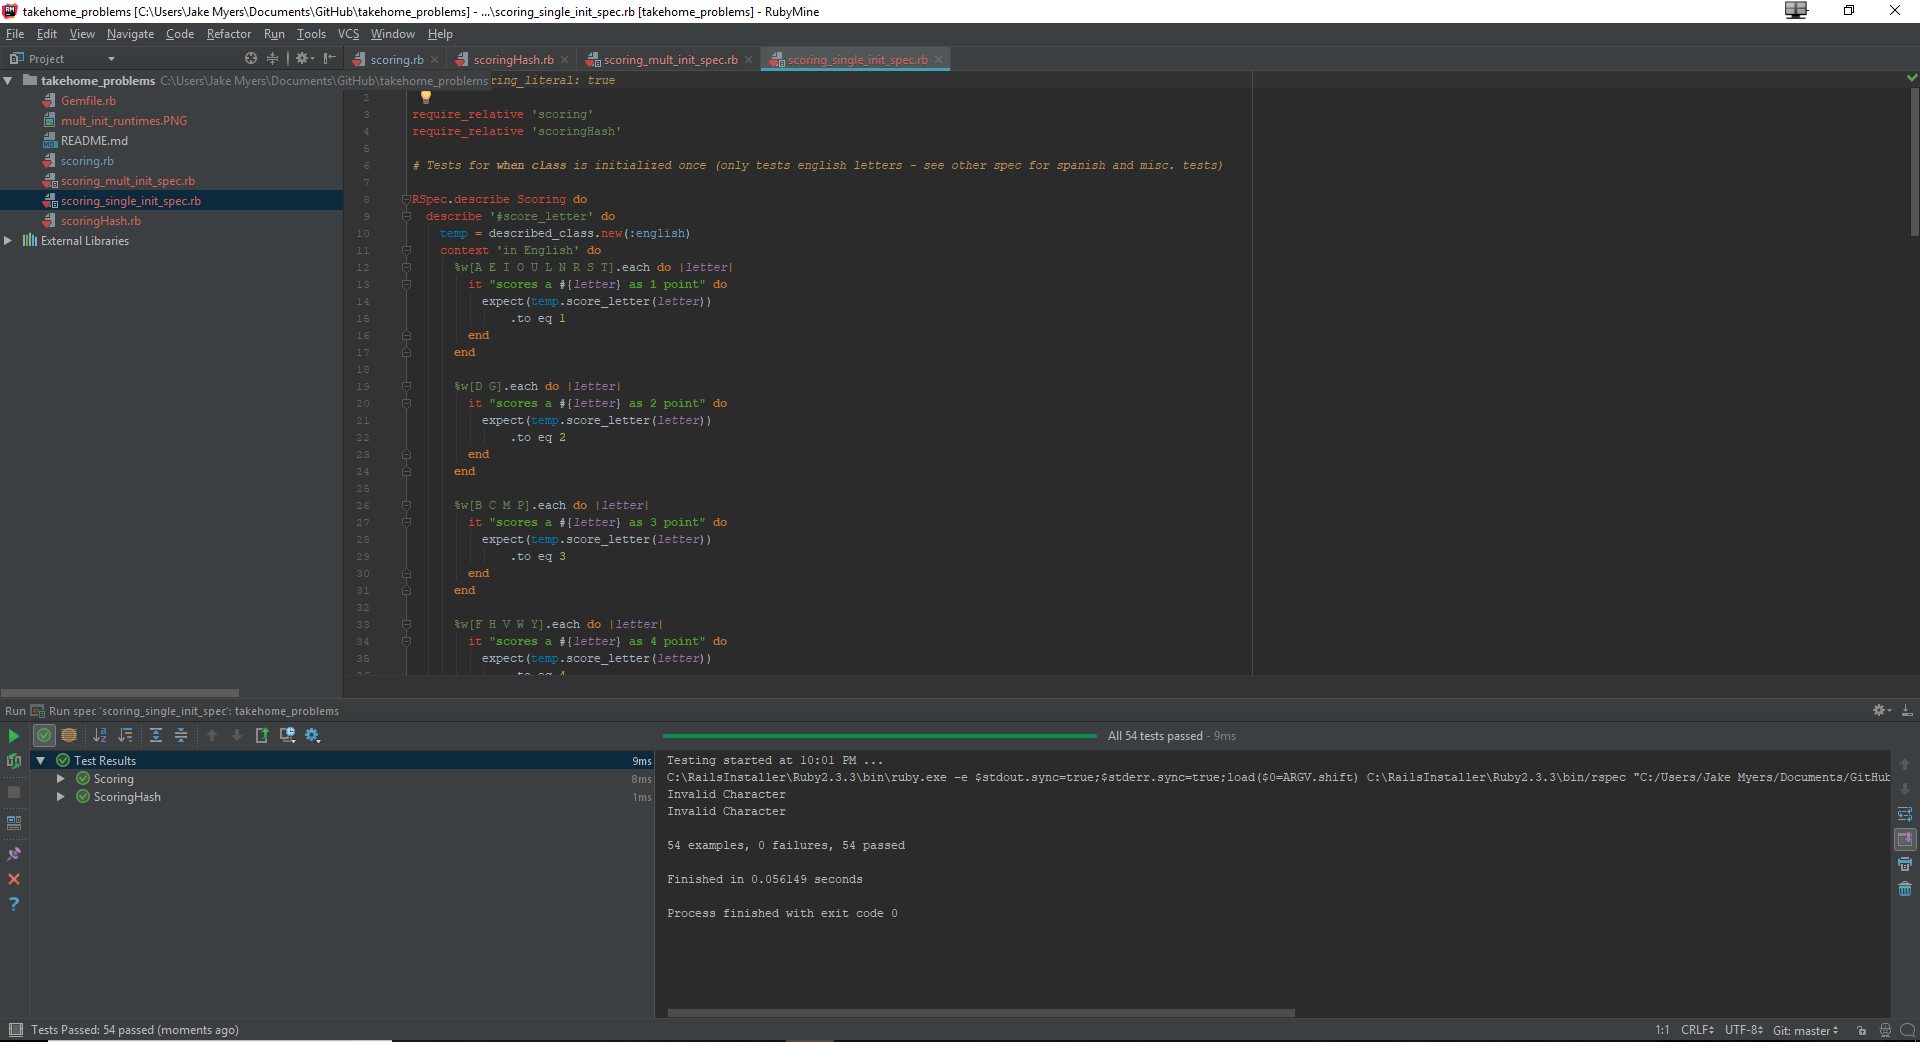 takehome_problems [C:\Users\Jake Myers\Documents\GitHub\takehome_problems] - ...\scoring_single_init_spec.rb [takehome_problems] - RubyMine
File Edit View Navigate Code Refactor Run Tools VCS Window Help
Project
scoring.rb scoringHash.rb scoring_mult_init_spec.rb scoring_single_init_spec.rb
takehome_problems C:\Users\Jake Myers\Documents\GitHub\takehome_problems
Gemfile.rb
mult_init_runtimes.PNG
README.md
scoring.rb
scoring_mult_init_spec.rb
scoring_single_init_spec.rb
scoringHash.rb
External Libraries
ring_literal: true
2
3 require_relative 'scoring'
4 require_relative 'scoringHash'
5
6 # Tests for when class is initialized once (only tests english letters - see other spec for spanish and misc. tests)
7
8 RSpec.describe Scoring do
9 describe '#score_letter' do
10 temp = described_class.new(:english)
11 context 'in English' do
12 %w[A E I O U L N R S T].each do |letter|
13 it "scores a #{letter} as 1 point" do
14 expect(temp.score_letter(letter))
15 .to eq 1
16 end
17 end
18
19 %w[D G].each do |letter|
20 it "scores a #{letter} as 2 point" do
21 expect(temp.score_letter(letter))
22 .to eq 2
23 end
24 end
25
26 %w[B C M P].each do |letter|
27 it "scores a #{letter} as 3 point" do
28 expect(temp.score_letter(letter))
29 .to eq 3
30 end
31 end
32
33 %w[F H V W Y].each do |letter|
34 it "scores a #{letter} as 4 point" do
35 expect(temp.score_letter(letter))
Run Run spec 'scoring_single_init_spec': takehome_problems
All 54 tests passed - 9ms
Test Results 9ms
Scoring 8ms
ScoringHash 1ms
Testing started at 10:01 PM ...
C:\RailsInstaller\Ruby2.3.3\bin\ruby.exe -e $stdout.sync=true;$stderr.sync=true;load($0=ARGV.shift) C:\RailsInstaller\Ruby2.3.3\bin/rspec "C:/Users/Jake Myers/Documents/GitHub
Invalid Character
Invalid Character
54 examples, 0 failures, 54 passed
Finished in 0.056149 seconds
Process finished with exit code 0
Tests Passed: 54 passed (moments ago)
1:1 CRLF UTF-8 Git: master